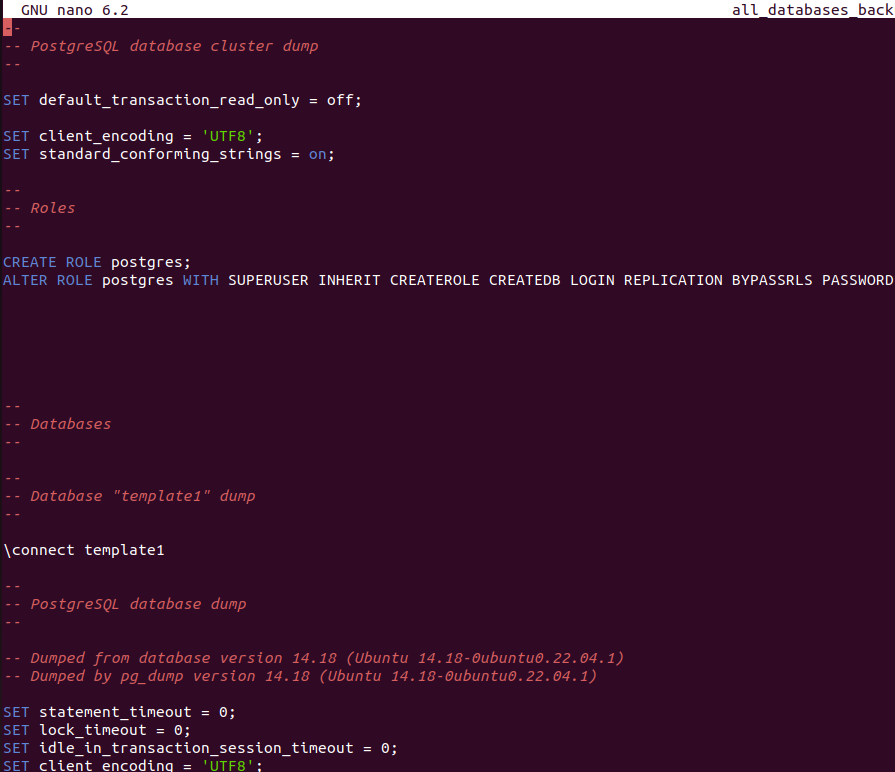 GNU nano 6.2 all_databases_back
--
-- PostgreSQL database cluster dump
--
SET default_transaction_read_only = off;
SET client_encoding = 'UTF8';
SET standard_conforming_strings = on;
--
-- Roles
--
CREATE ROLE postgres;
ALTER ROLE postgres WITH SUPERUSER INHERIT CREATEROLE CREATEDB LOGIN REPLICATION BYPASSRLS PASSWORD
--
-- Databases
--
--
-- Database "template1" dump
--
\connect template1
--
-- PostgreSQL database dump
--
-- Dumped from database version 14.18 (Ubuntu 14.18-0ubuntu0.22.04.1)
-- Dumped by pg_dump version 14.18 (Ubuntu 14.18-0ubuntu0.22.04.1)
SET statement_timeout = 0;
SET lock_timeout = 0;
SET idle_in_transaction_session_timeout = 0;
SET client_encoding = 'UTF8';